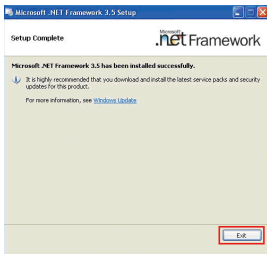 Microsoft .NET Framework 3.5 Setup
Setup Complete
Microsoft
.net Framework
Microsoft .NET Framework 3.5 has been installed successfully.
It is highly recommended that you download and install the latest service packs and security
updates for this product.
For more information, see Windows Update
Exit